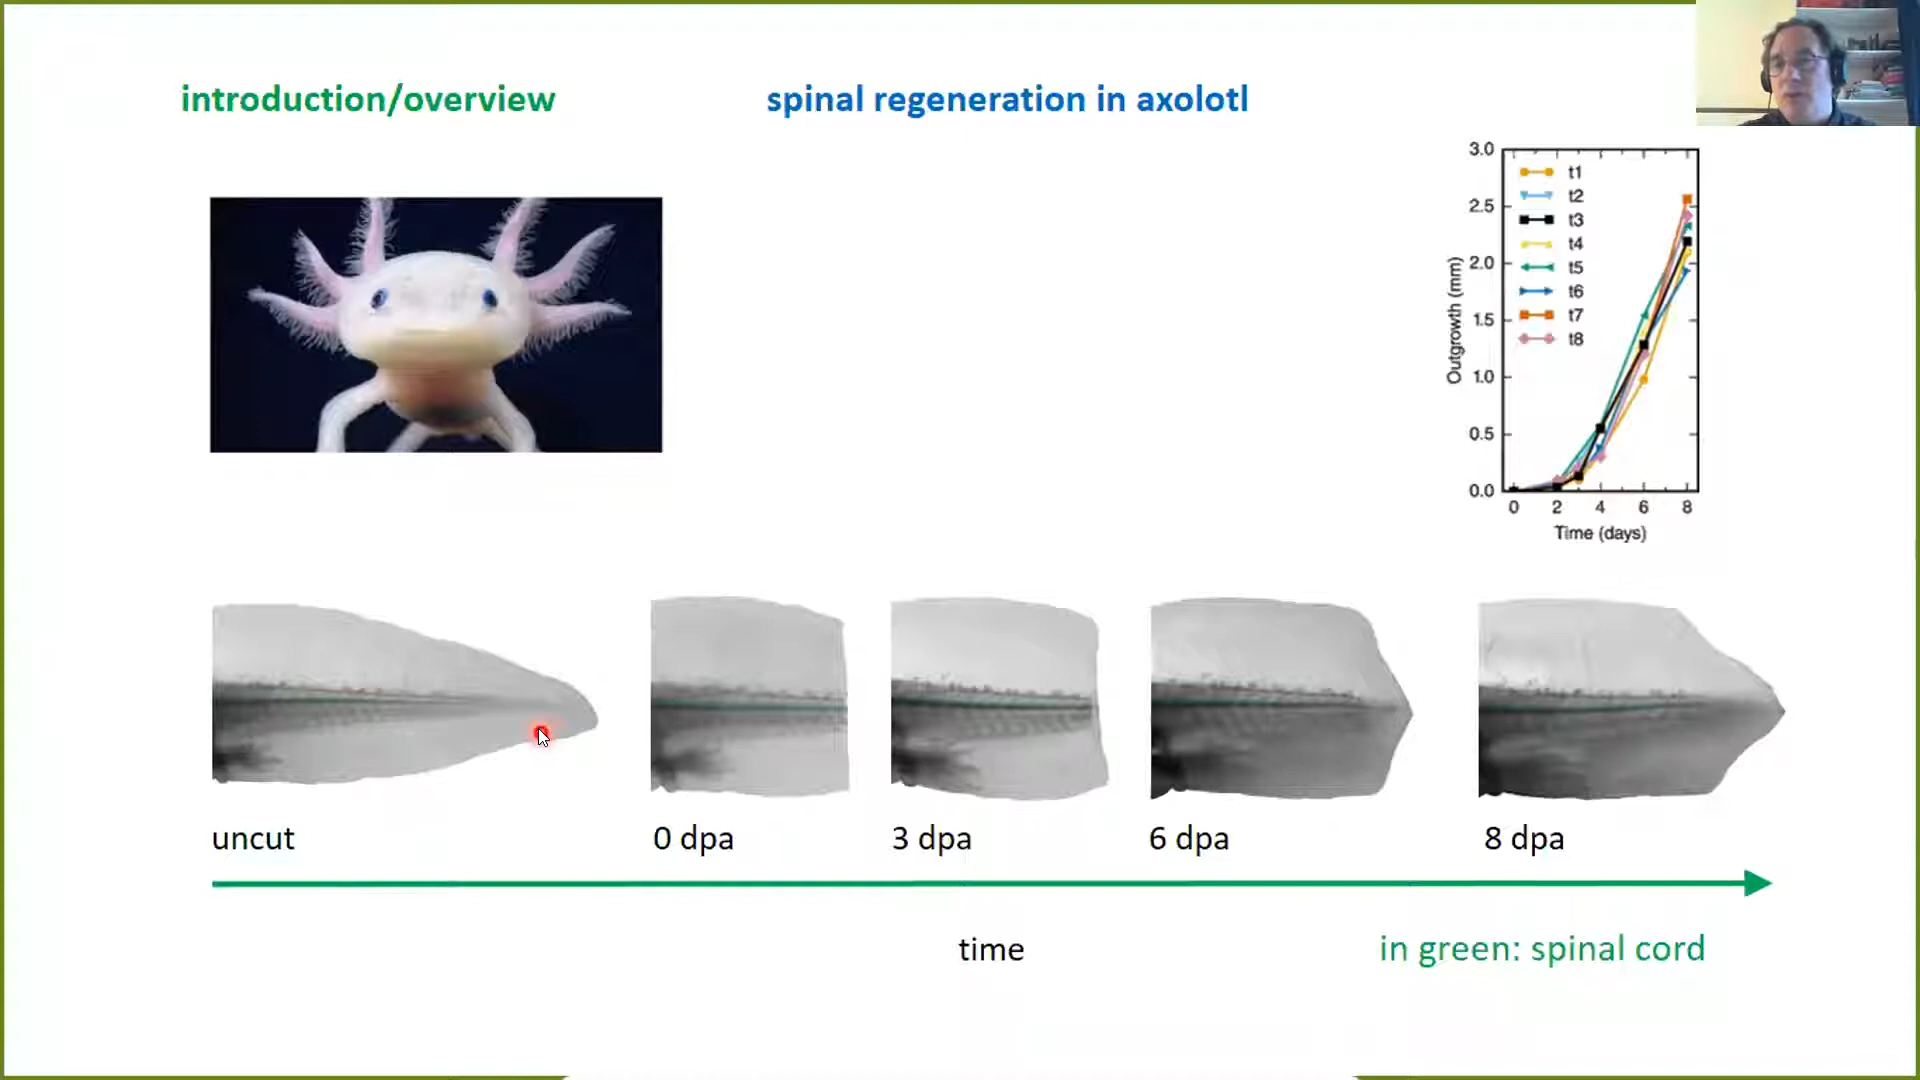 introduction/overview
spinal regeneration in axolotl
3.0
2.5
2.0
1.5
1.0
0.5
0.0
Outgrowth (mm)
t1
t2
t3
t4
t5
t6
t7
t8
0 2 4 6 8
Time (days)
uncut
0 dpa
3 dpa
6 dpa
8 dpa
time
in green: spinal cord